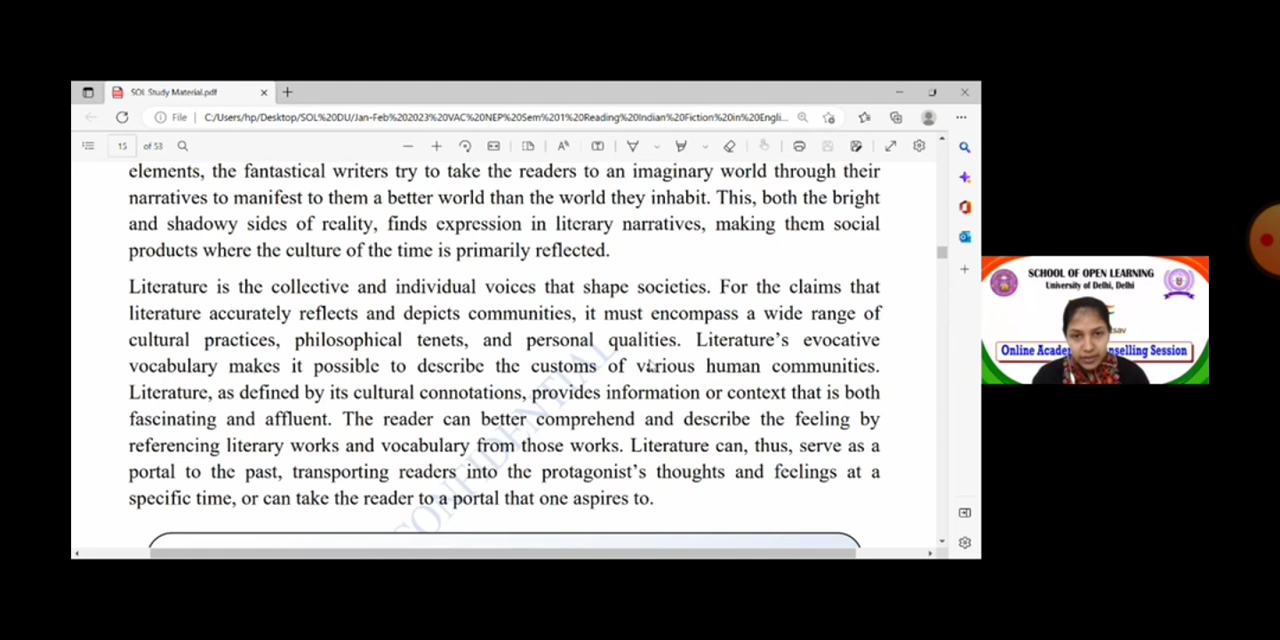 SOL Study Material.pdf
File C:/Users/hp/Desktop/SOL%20DU/Jan-Feb%202023%20VAC%20NEP%20Sem%201%20Reading%20Indian%20Fiction%20in%20Engli...
15 of 53
elements, the fantastical writers try to take the readers to an imaginary world through their
narratives to manifest to them a better world than the world they inhabit. This, both the bright
and shadowy sides of reality, finds expression in literary narratives, making them social
products where the culture of the time is primarily reflected.
Literature is the collective and individual voices that shape societies. For the claims that
literature accurately reflects and depicts communities, it must encompass a wide range of
cultural practices, philosophical tenets, and personal qualities. Literature's evocative
vocabulary makes it possible to describe the customs of various human communities.
Literature, as defined by its cultural connotations, provides information or context that is both
fascinating and affluent. The reader can better comprehend and describe the feeling by
referencing literary works and vocabulary from those works. Literature can, thus, serve as a
portal to the past, transporting readers into the protagonist's thoughts and feelings at a
specific time, or can take the reader to a portal that one aspires to.
CONFIDENTIAL
SCHOOL OF OPEN LEARNING
University of Delhi, Delhi
Online Session